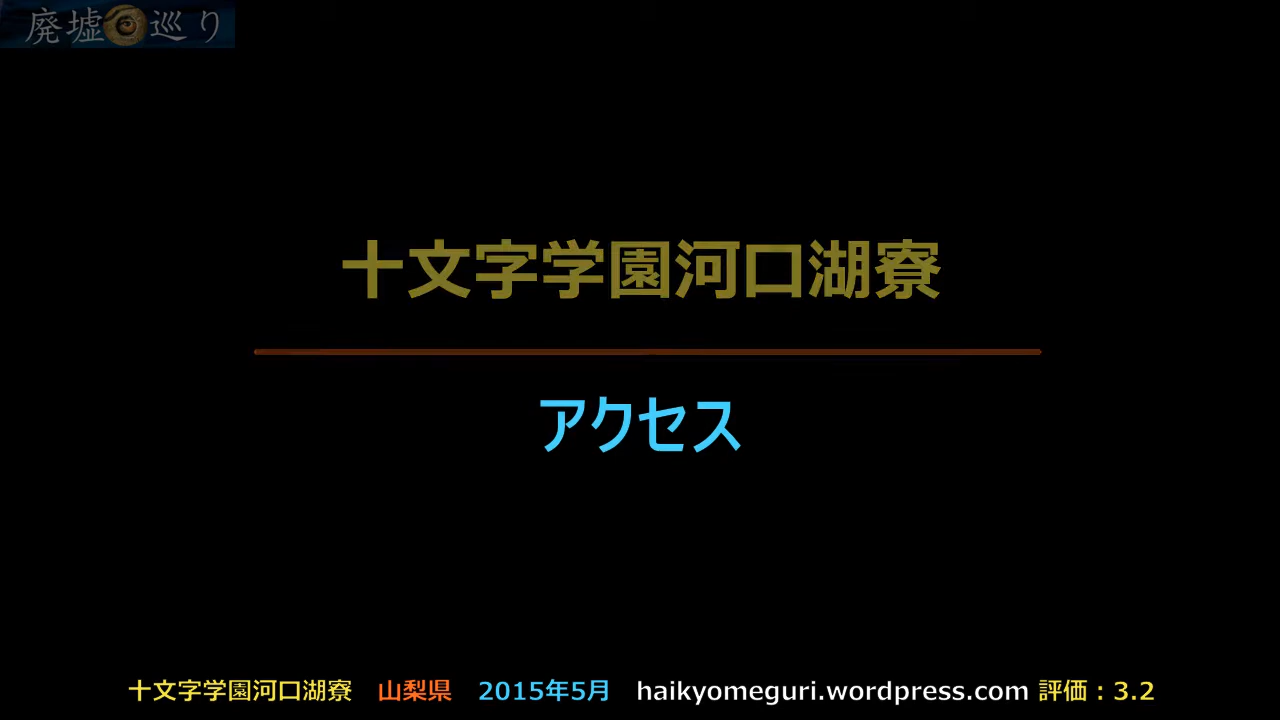 廃墟巡り
十文字学園河口湖寮
アクセス
十文字学園河口湖寮 山梨県 2015年5月 haikyomeguri.wordpress.com 評価：3.2